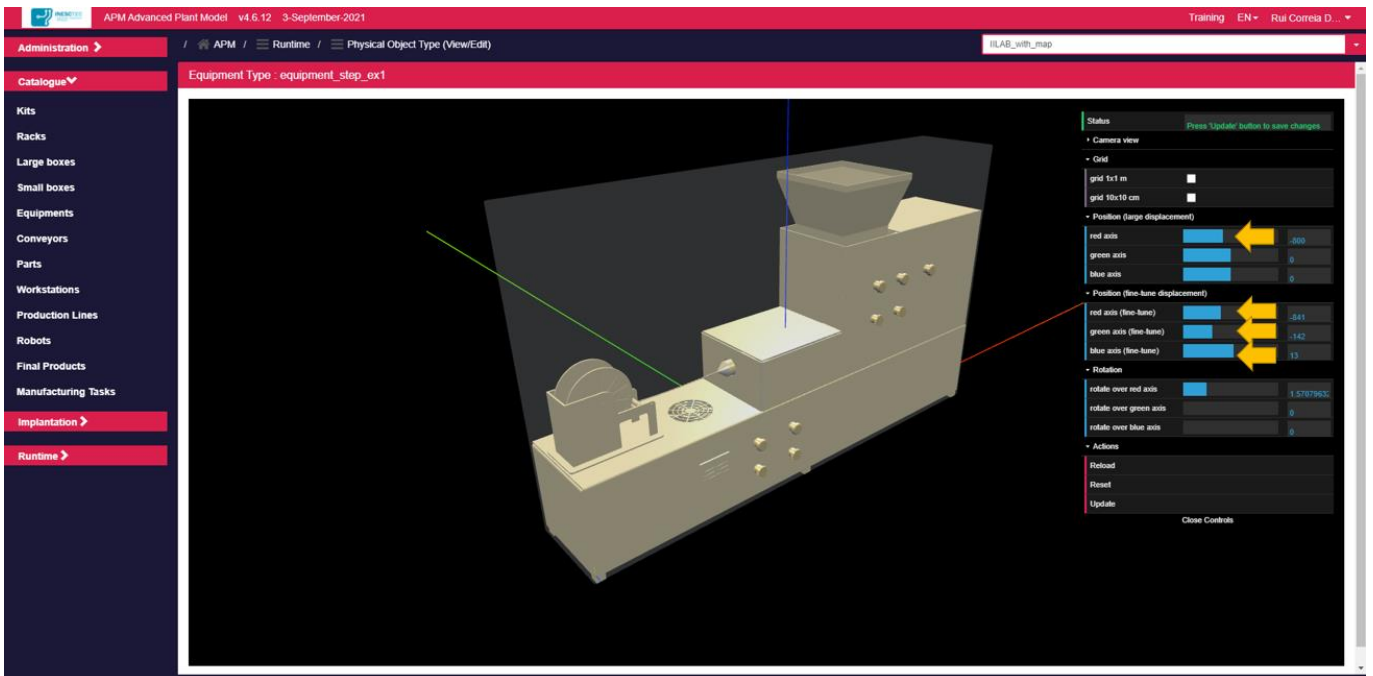 INESCTEC
APM Advanced Plant Model v4.6.12 3-September-2021
Training EN Rui Correia D...
Administration
/ APM / Runtime / Physical Object Type (View/Edit)
IILAB_with_map
Catalogue
Equipment Type : equipment_step_ex1
Kits
Racks
Large boxes
Small boxes
Equipments
Conveyors
Parts
Workstations
Production Lines
Robots
Final Products
Manufacturing Tasks
Implantation
Runtime
Status Press 'Update' button to save changes
Camera view
Grid
grid 1x1 m
grid 10x10 cm
Position (large displacement)
red axis -800
green axis 0
blue axis 0
Position (fine-tune displacement)
red axis (fine-tune) -841
green axis (fine-tune) -142
blue axis (fine-tune) 13
Rotation
rotate over red axis 1.5707963
rotate over green axis 0
rotate over blue axis 0
Actions
Reload
Reset
Update
Close Controls